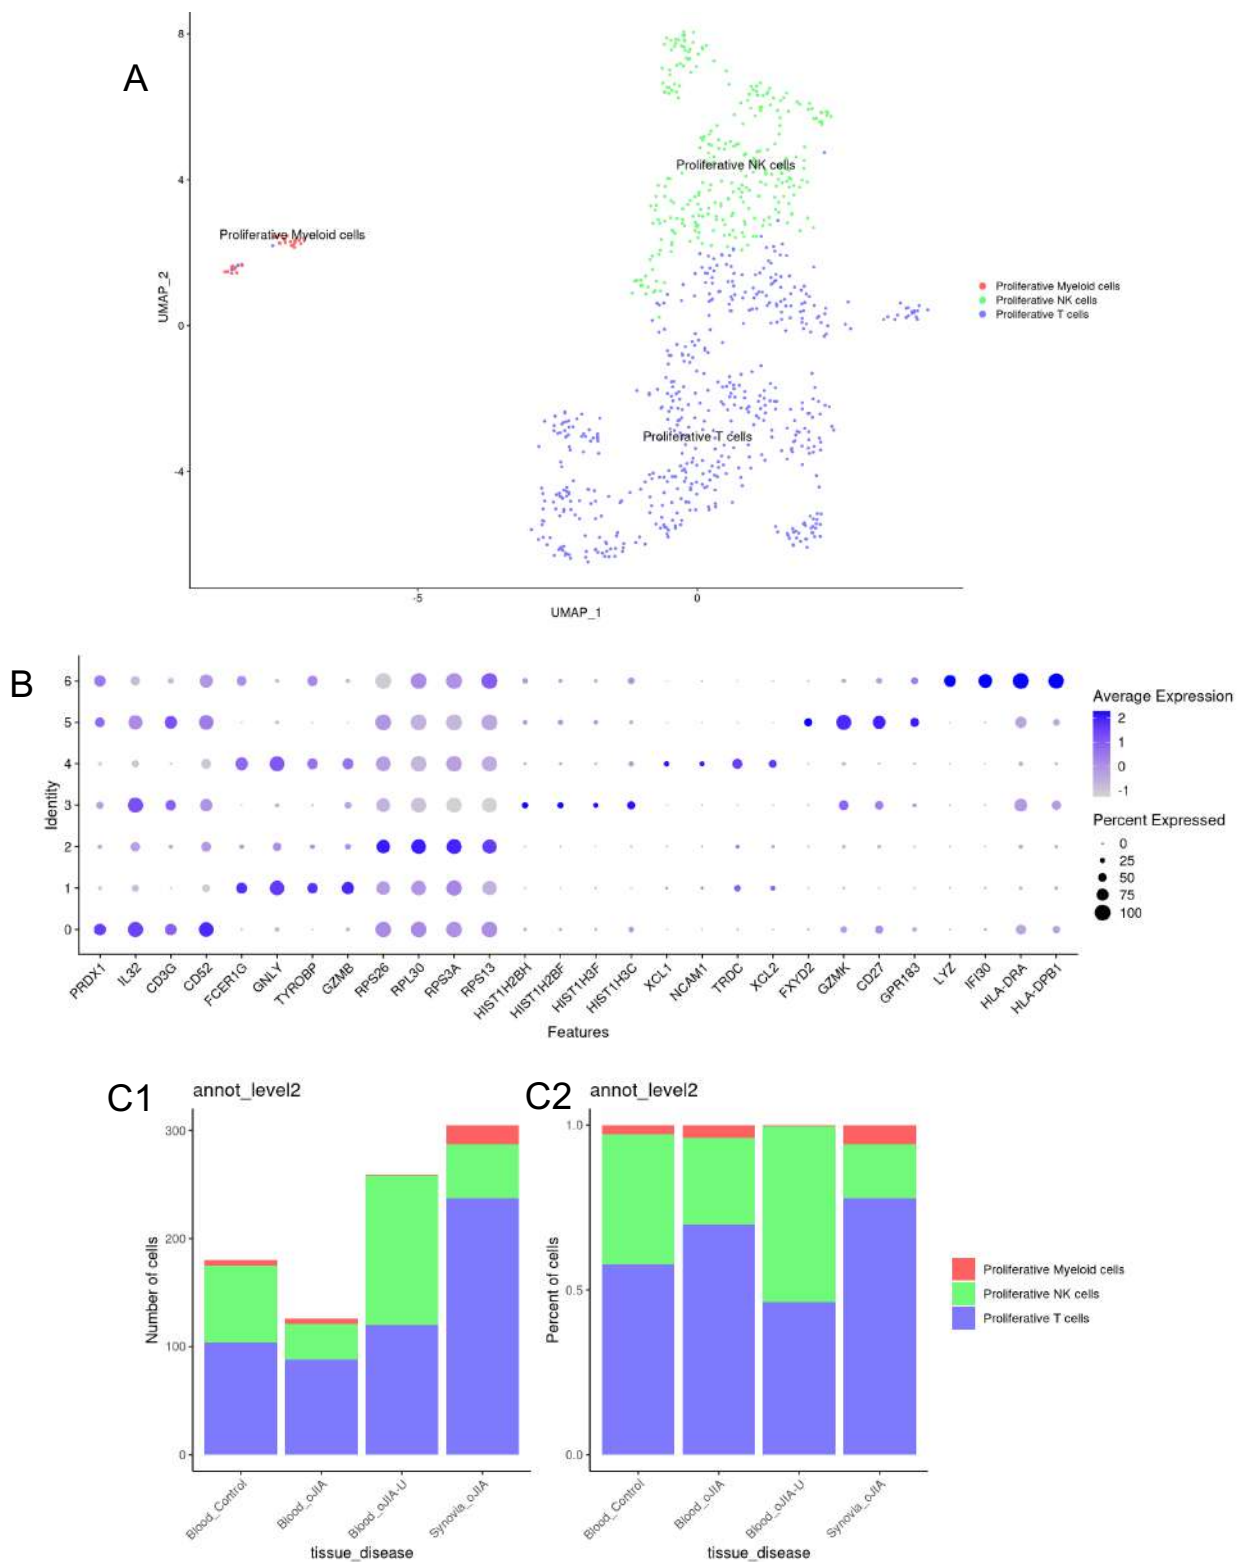 A
8
4
0
-4
UMAP_2
-5
0
UMAP_1
Proliferative NK cells
Proliferative Myeloid cells
Proliferative T cells
Proliferative Myeloid cells
Proliferative NK cells
Proliferative T cells
B
6
5
4
3
2
1
0
Identity
PRDX1
IL32
CD3G
CD52
FCER1G
GNLY
TYROBP
GZMB
RPS26
RPL30
RPS3A
RPS13
HIST1H2BH
HIST1H2BF
HIST1H3F
HIST1H3C
XCL1
NCAM1
TRDC
XCL2
FXYD2
GZMK
CD27
GPR183
LYZ
IFI30
HLA-DRA
HLA-DPB1
Features
Average Expression
2
1
0
-1
Percent Expressed
0
25
50
75
100
C1
annot_level2
300
200
100
0
Number of cells
Blood_Control
Blood_oJIA
Blood_oJIA-U
Synovia_oJIA
tissue_disease
C2
annot_level2
1.0
0.5
0.0
Percent of cells
Blood_Control
Blood_oJIA
Blood_oJIA-U
Synovia_oJIA
tissue_disease
Proliferative Myeloid cells
Proliferative NK cells
Proliferative T cells